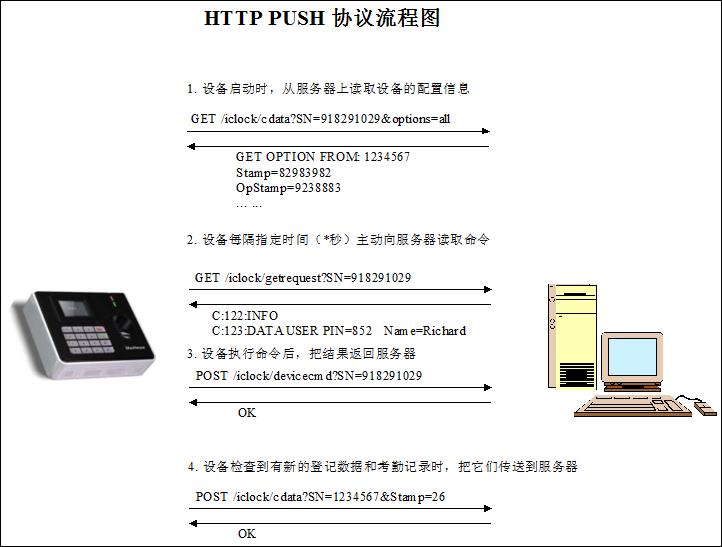 HTTP PUSH 协议流程图
1. 设备启动时，从服务器上读取设备的配置信息
GET /iclock/cdata?SN=918291029&options=all
GET OPTION FROM: 1234567
Stamp=82983982
OpStamp=9238883
... ...
2. 设备每隔指定时间（*秒）主动向服务器读取命令
GET /iclock/getrequest?SN=918291029
C:122:INFO
C:123:DATA USER PIN=852 Name=Richard
3. 设备执行命令后，把结果返回服务器
POST /iclock/devicecmd?SN=918291029
OK
4. 设备检查到有新的登记数据和考勤记录时，把它们传送到服务器
POST /iclock/cdata?SN=1234567&Stamp=26
OK